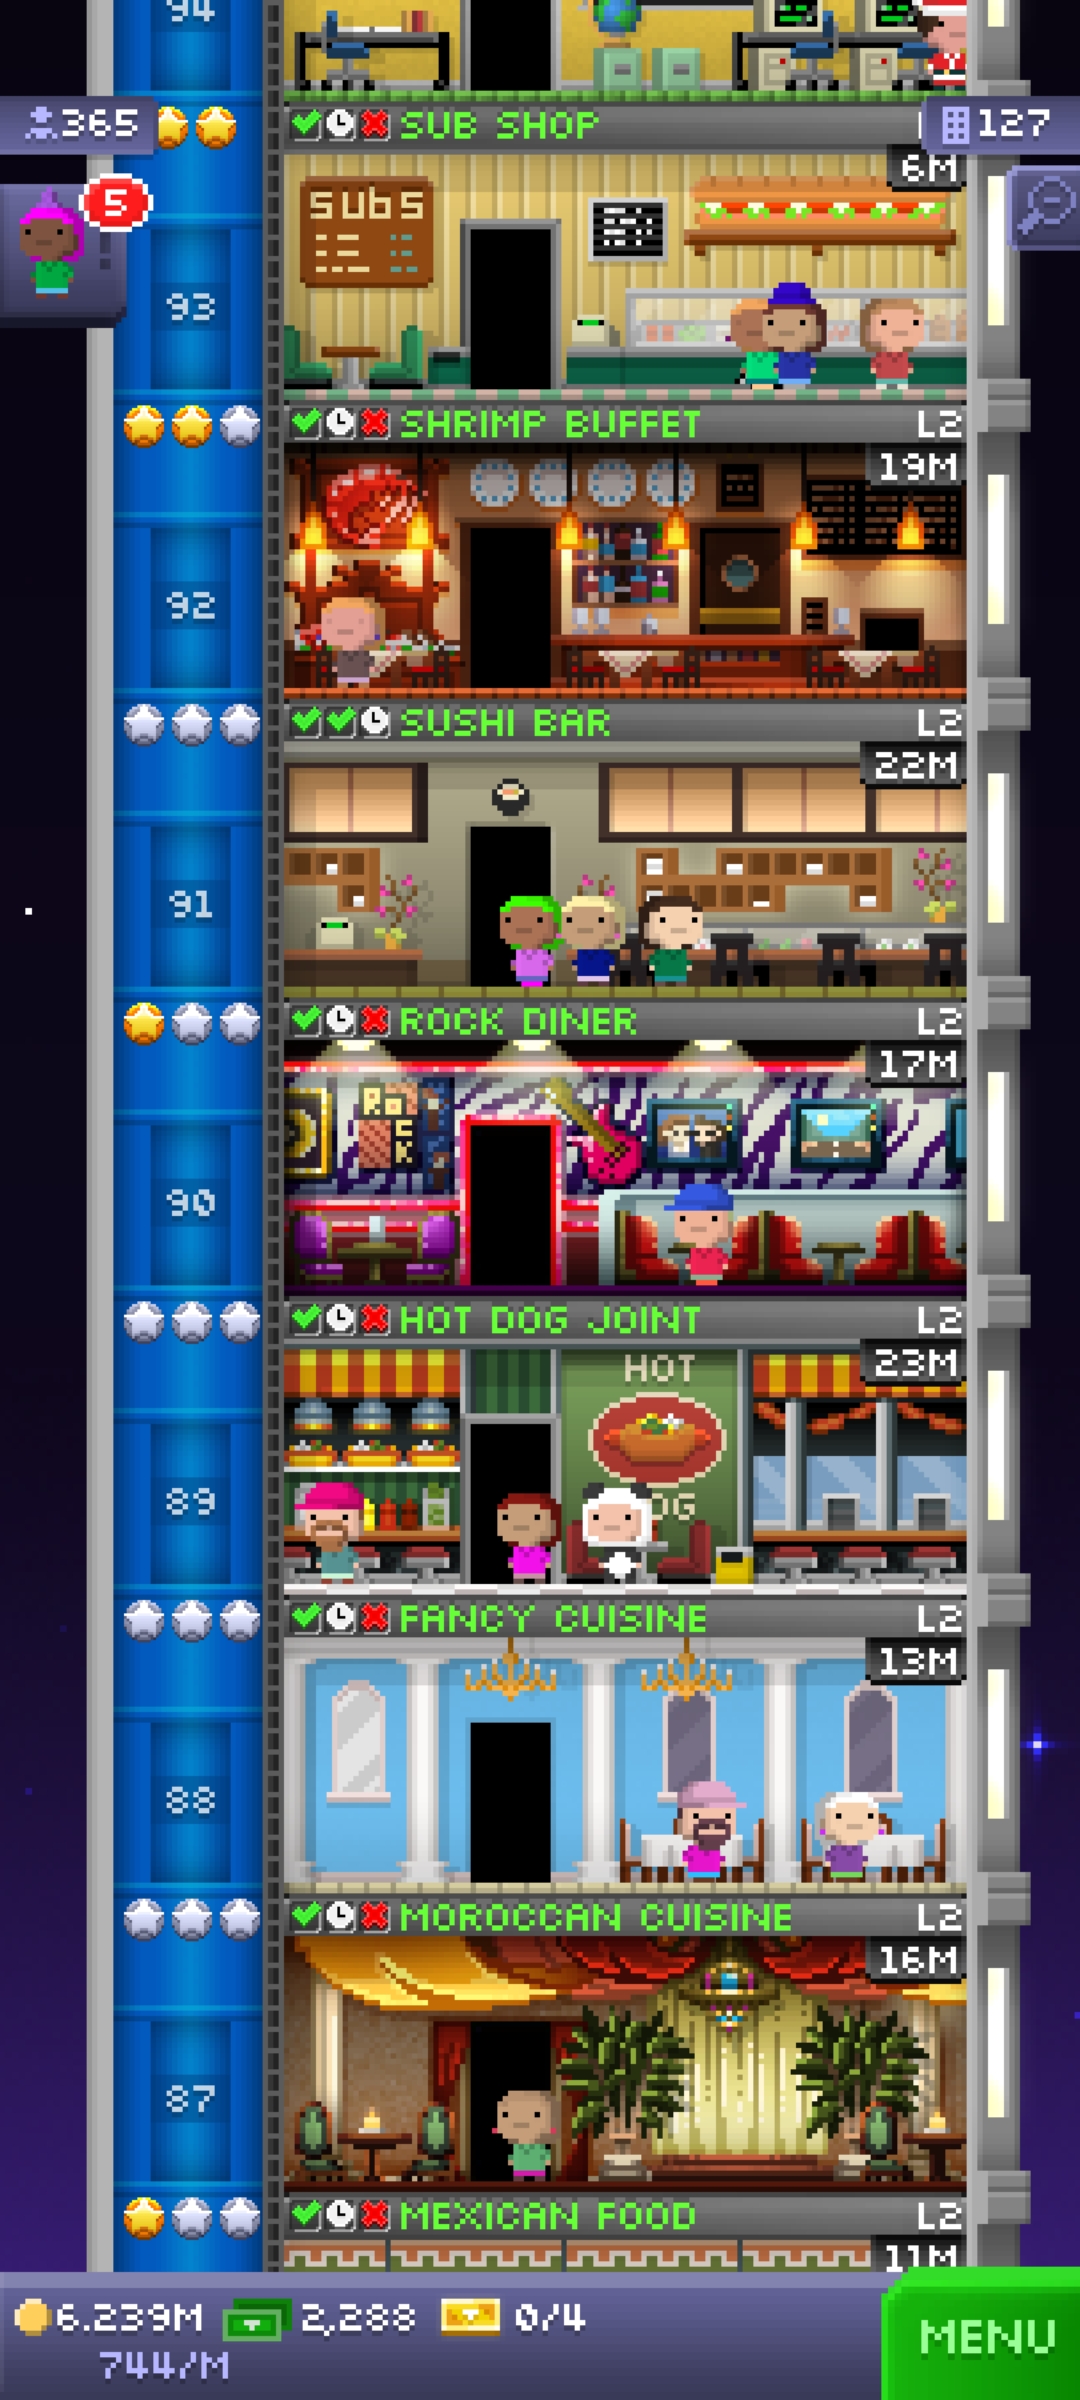 94
365
SUB SHOP
127
6M
5
SUBS
93
SHRIMP BUFFET L2
19M
92
SUSHI BAR L2
22M
91
ROCK DINER L2
17M
ROCK
90
HOT DOG JOINT L2
23M
HOT
89
OG
FANCY CUISINE L2
13M
88
MOROCCAN CUISINE L2
16M
87
MEXICAN FOOD L2
11M
6.239M 2,288 0/4
744/M
MENU